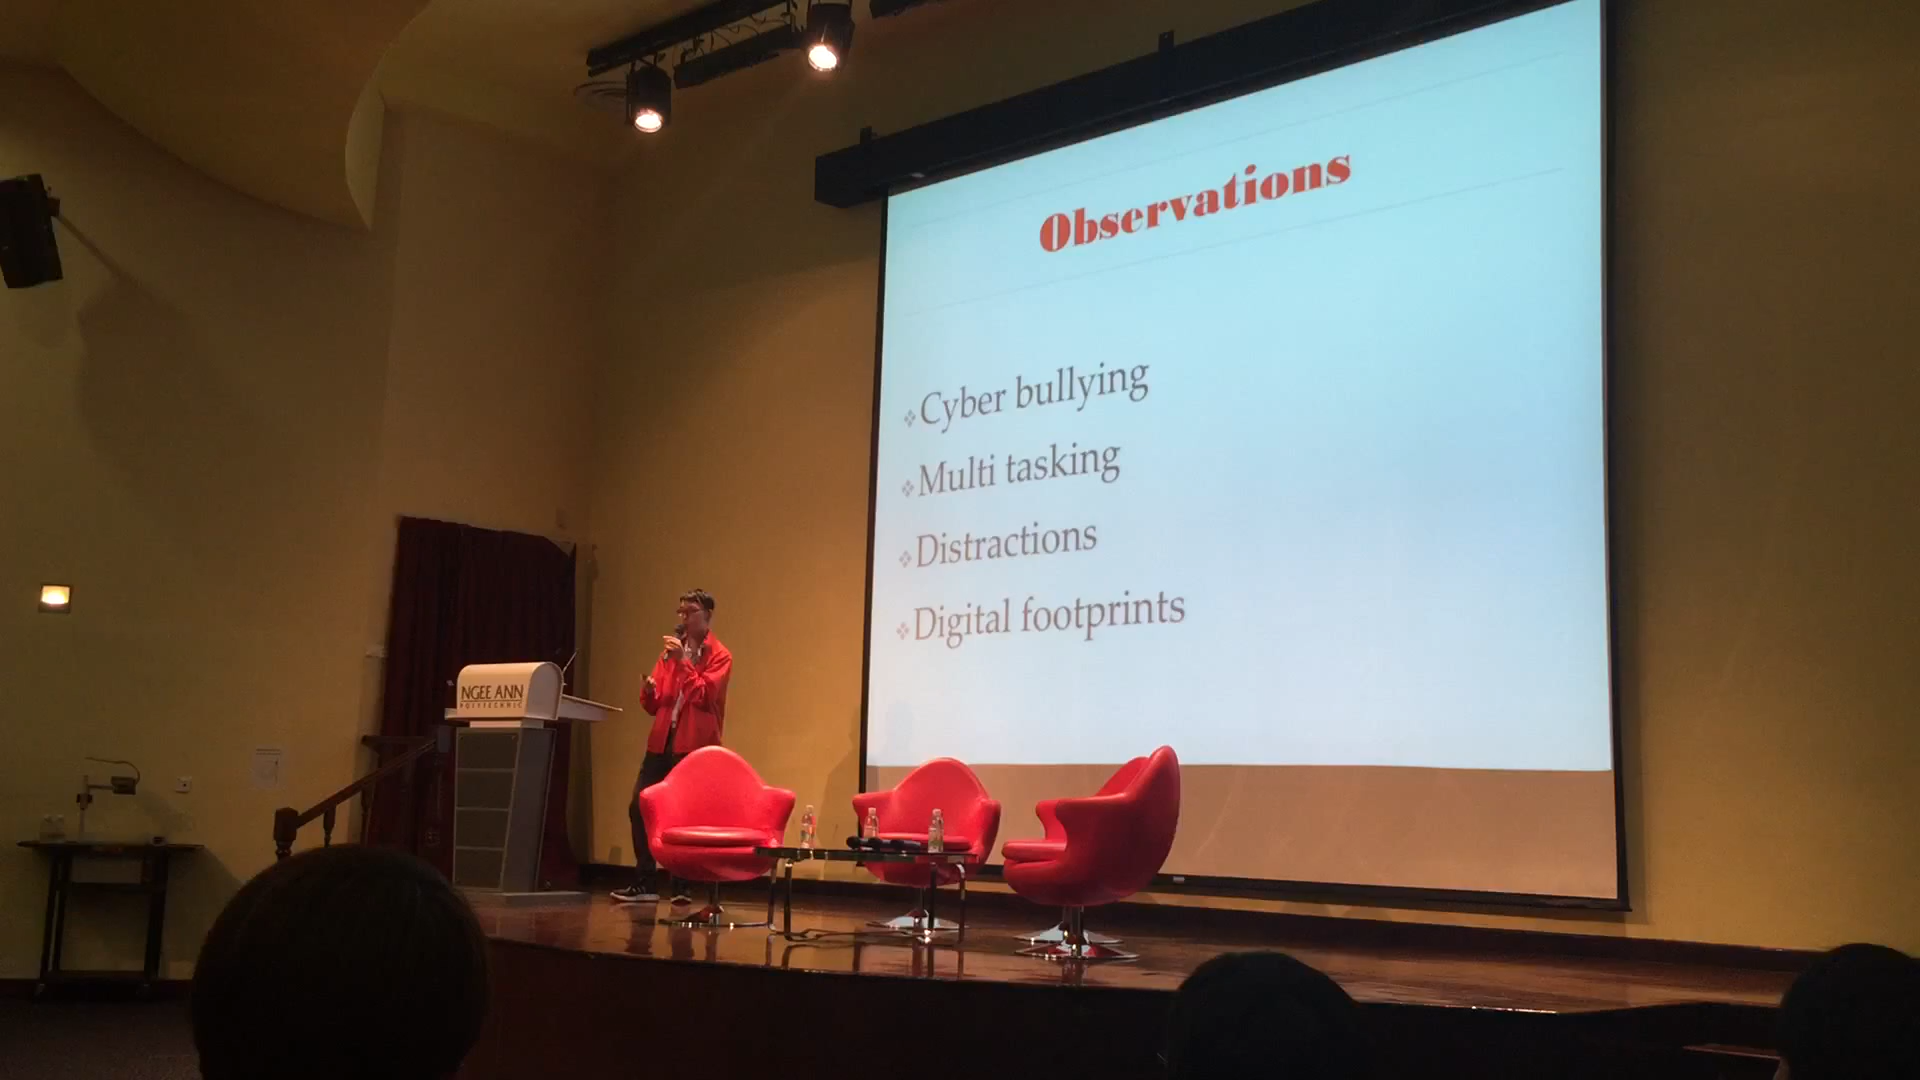 Observations
Cyber bullying
Multi tasking
Distractions
Digital footprints
NGEE ANN
POLYTECHNIC